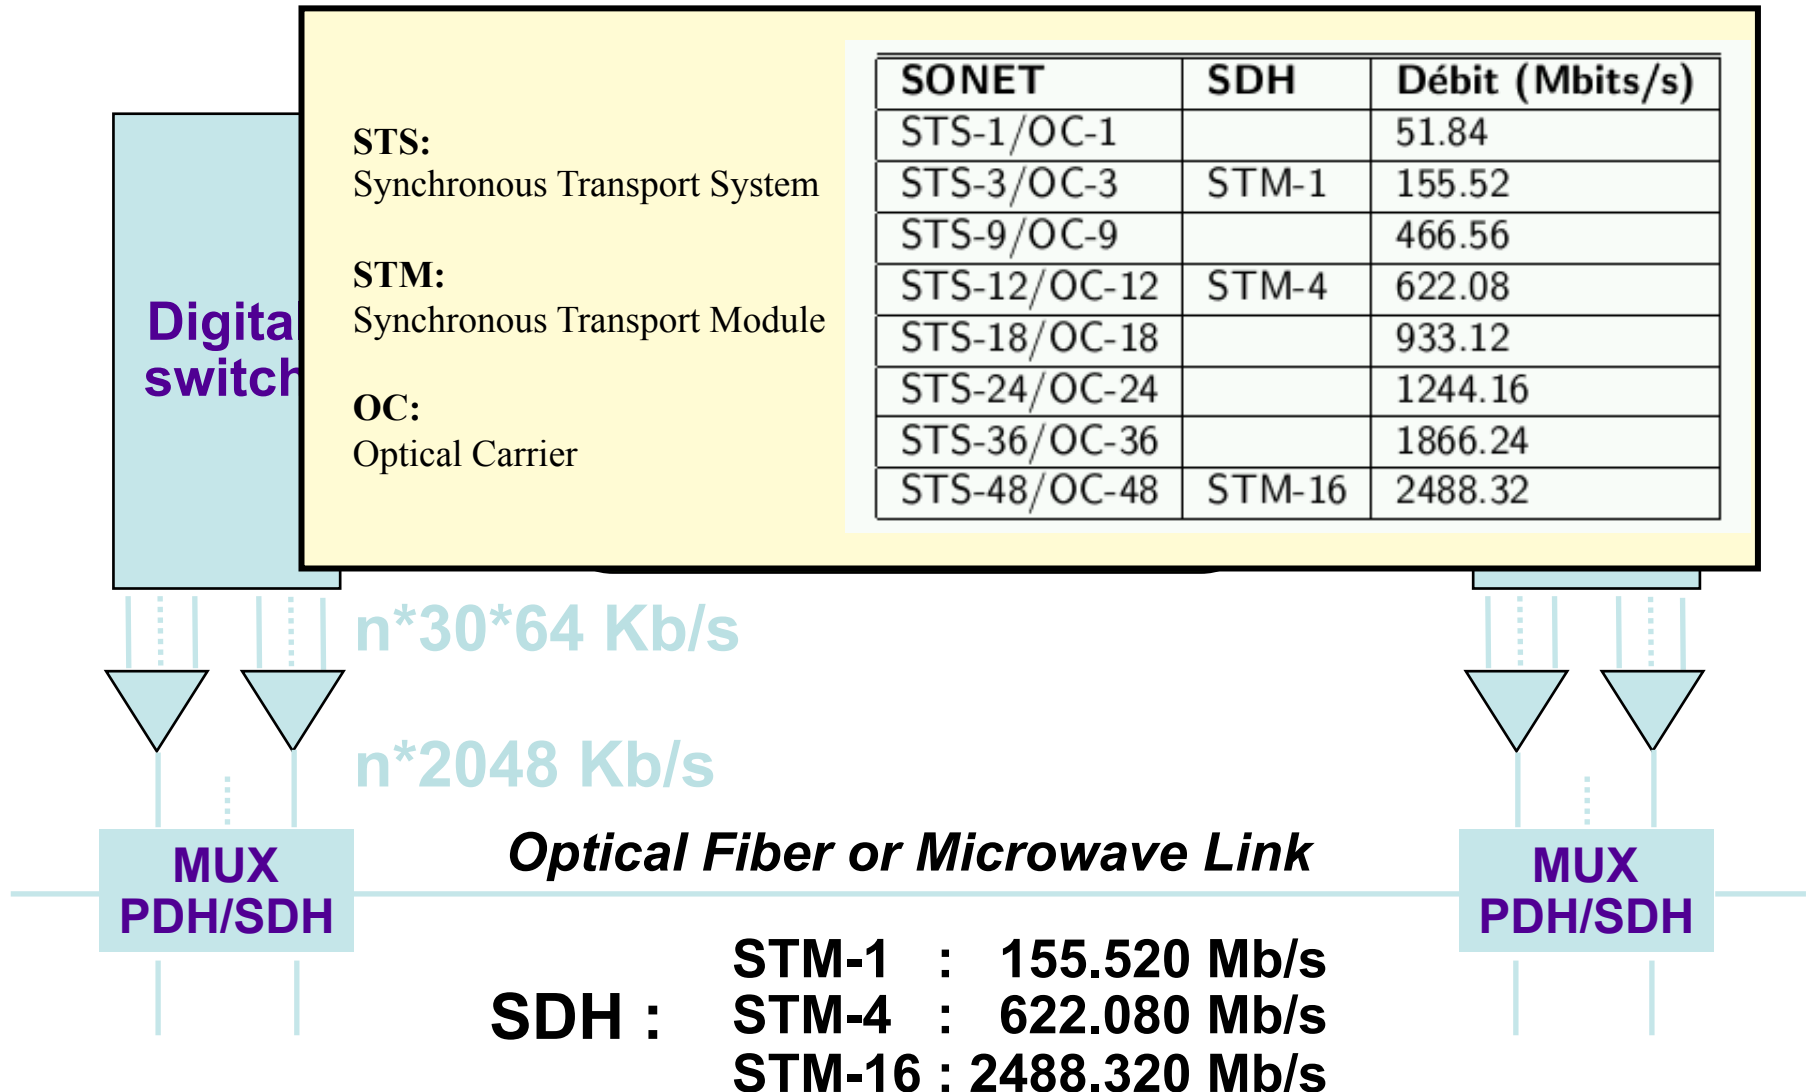 STS:
Synchronous Transport System
STM:
Synchronous Transport Module
OC:
Optical Carrier
SONET SDH Débit (Mbits/s)
STS-1/OC-1 51.84
STS-3/OC-3 STM-1 155.52
STS-9/OC-9 466.56
STS-12/OC-12 STM-4 622.08
STS-18/OC-18 933.12
STS-24/OC-24 1244.16
STS-36/OC-36 1866.24
STS-48/OC-48 STM-16 2488.32
Digital
switch
n*30*64 Kb/s
n*2048 Kb/s
Optical Fiber or Microwave Link
MUX
PDH/SDH
MUX
PDH/SDH
SDH :
STM-1 : 155.520 Mb/s
STM-4 : 622.080 Mb/s
STM-16 : 2488.320 Mb/s